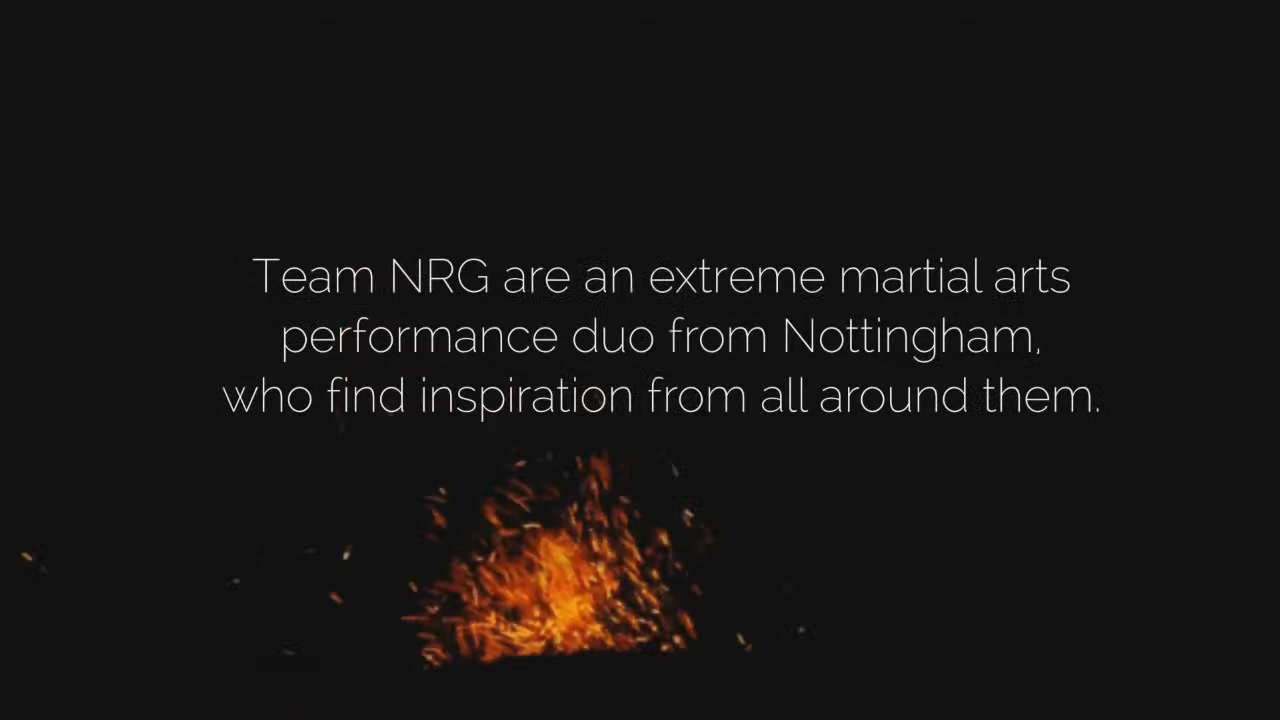 Team NRG are an extreme martial arts
performance duo from Nottingham,
who find inspiration from all around them.